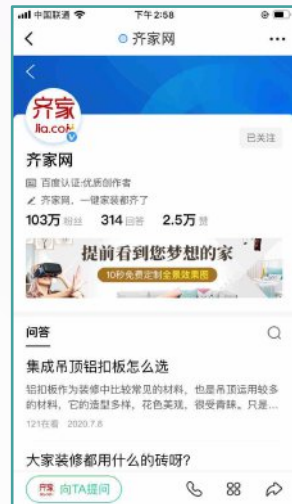 中国联通 下午2:58
齐家网
齐家
Jia.com
已关注
齐家网
百度认证:优质创作者
齐家网,一键家装都齐了
103万 粉丝 314 回答 2.5万 赞
提前看到您梦想的家
10秒免费定制全景效果图
问答
集成吊顶铝扣板怎么选
铝扣板作为装修中比较常见的材料,也是吊顶运用较多
的材料,它的造型多样,花色美观,很受青睐。只是...
121在看 2020.7.8
大家装修都用什么的砖呀?
齐家 向TA提问